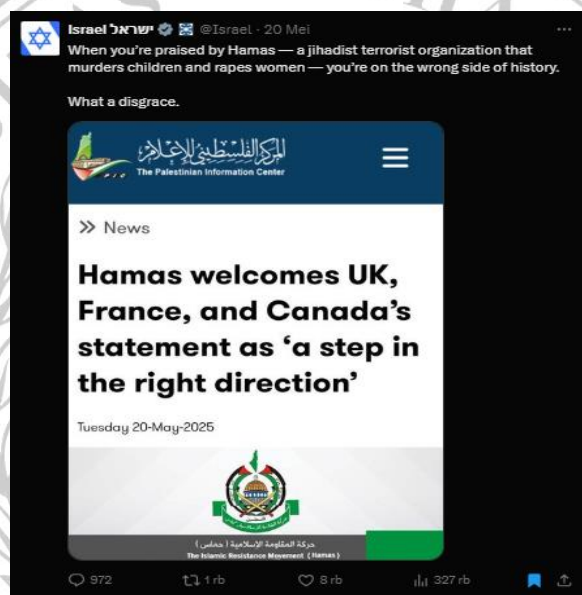 Israel ישראל @Israel · 20 Mei
When you're praised by Hamas — a jihadist terrorist organization that
murders children and rapes women — you're on the wrong side of history.
What a disgrace.
المركز الفلسطيني للإعلام
The Palestinian Information Center
>> News
Hamas welcomes UK,
France, and Canada's
statement as ‘a step in
the right direction’
Tuesday 20-May-2025
حركة المقاومة الإسلامية ( حماس )
The Islamic Resistance Movement ( Hamas )
972 1 rb 8 rb 327 rb